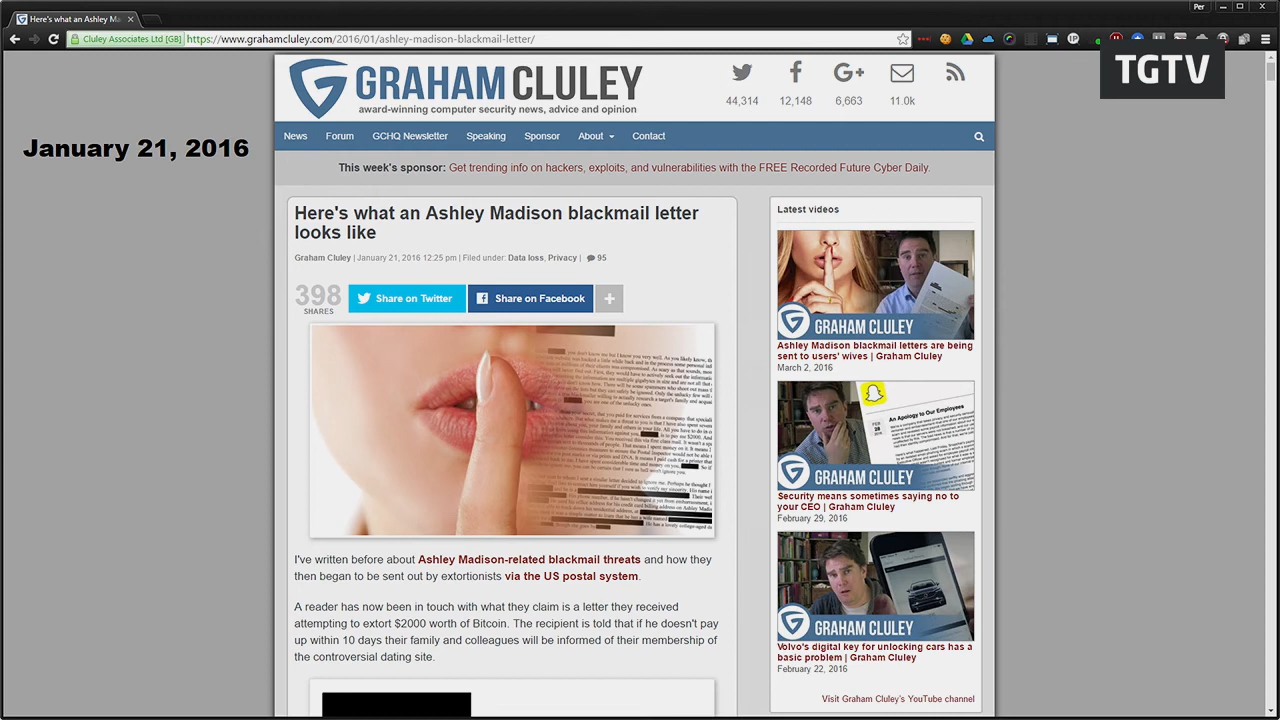 Here's what an Ashley Ma
Per
Cluley Associates Ltd [GB]
https://www.grahamcluley.com/2016/01/ashley-madison-blackmail-letter/
TGTV
GRAHAM CLULEY
award-winning computer security news, advice and opinion
44,314
12,148
6,663
11.0k
January 21, 2016
News Forum GCHQ Newsletter Speaking Sponsor About Contact
This week's sponsor: Get trending info on hackers, exploits, and vulnerabilities with the FREE Recorded Future Cyber Daily.
Here's what an Ashley Madison blackmail letter
looks like
Graham Cluley | January 21, 2016 12:25 pm | Filed under: Data loss, Privacy | 95
398
SHARES
Share on Twitter
Share on Facebook
I've written before about Ashley Madison-related blackmail threats and how they
then began to be sent out by extortionists via the US postal system.
A reader has now been in touch with what they claim is a letter they received
attempting to extort $2000 worth of Bitcoin. The recipient is told that if he doesn't pay
up within 10 days their family and colleagues will be informed of their membership of
the controversial dating site.
Latest videos
GRAHAM CLULEY
Ashley Madison blackmail letters are being
sent to users' wives | Graham Cluley
March 2, 2016
An Apology to Our Employees
FEB
28
GRAHAM CLULEY
Security means sometimes saying no to
your CEO | Graham Cluley
February 29, 2016
GRAHAM CLULEY
Volvo's digital key for unlocking cars has a
basic problem | Graham Cluley
February 22, 2016
Visit Graham Cluley's YouTube channel